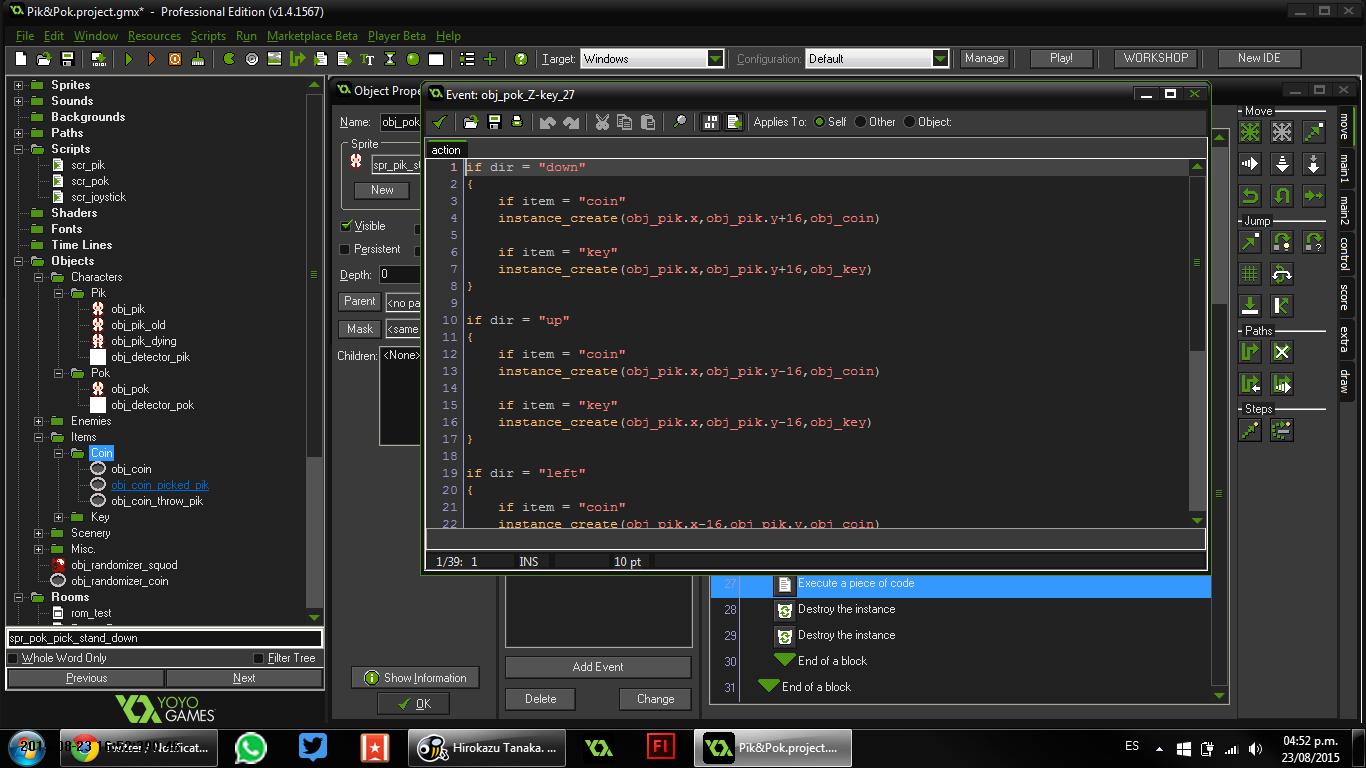 Pik&Pok.project.gmx* - Professional Edition (v1.4.1567)
File Edit Window Resources Scripts Run Marketplace Beta Player Beta Help
Target: Windows Configuration: Default Manage Play! WORKSHOP New IDE
Sprites
Sounds
Backgrounds
Paths
Scripts
scr_pik
scr_pok
scr_joystick
Shaders
Fonts
Time Lines
Objects
Characters
Pik
obj_pik
obj_pik_old
obj_pik_dying
obj_detector_pik
Pok
obj_pok
obj_detector_pok
Enemies
Items
Coin
obj_coin
obj_coin_picked_pik
obj_coin_throw_pik
Key
Scenery
Misc.
obj_randomizer_squod
obj_randomizer_coin
Rooms
rom_test
spr_pok_pick_stand_down
Whole Word Only Filter Tree
Previous Next
YOYO
GAMES
Object Prope
Name: obj_pok
Sprite
spr_pik_s
New
Visible
Persistent
Depth: 0
Parent <no pa
Mask <same
Children: <None>
Show Information
OK
Event: obj_pok_Z-key_27
Applies To: Self Other Object:
action
1 if dir = "down"
2 {
3 if item = "coin"
4 instance_create(obj_pik.x,obj_pik.y+16,obj_coin)
5
6 if item = "key"
7 instance_create(obj_pik.x,obj_pik.y+16,obj_key)
8 }
9
10 if dir = "up"
11 {
12 if item = "coin"
13 instance_create(obj_pik.x,obj_pik.y-16,obj_coin)
14
15 if item = "key"
16 instance_create(obj_pik.x,obj_pik.y-16,obj_key)
17 }
18
19 if dir = "left"
20 {
21 if item = "coin"
22 instance_create(obj_pik.x-16,obj_pik.y,obj_coin)
1/39: 1 INS 10 pt
Add Event
Delete Change
27 Execute a piece of code
28 Destroy the instance
29 Destroy the instance
30 End of a block
31 End of a block
Move
Jump
Paths
Steps
move
main1
main2
control
score
extra
draw
Hirokazu Tanaka. ...
Fl
Pik&Pok.project....
ES
04:52 p.m.
23/08/2015